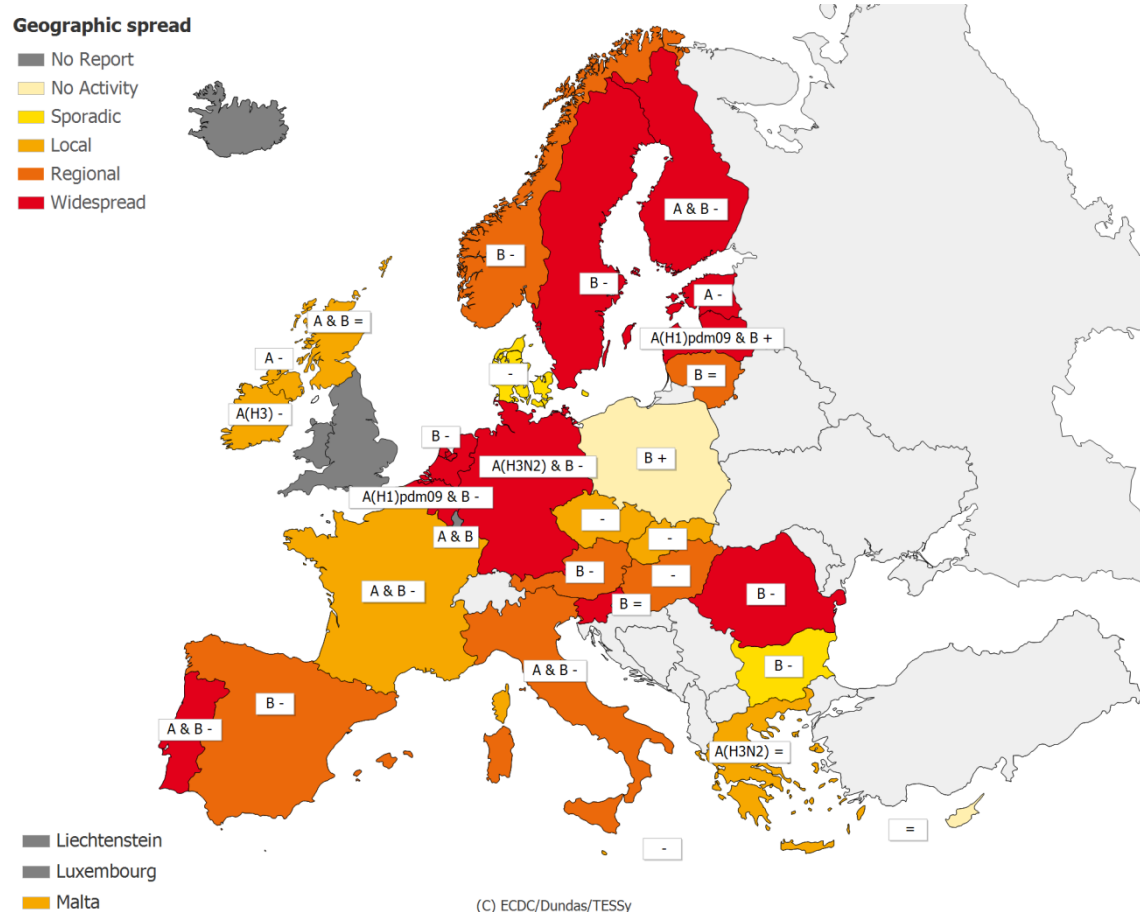 Geographic spread
No Report
No Activity
Sporadic
Local
Regional
Widespread
A & B -
B -
B -
A -
A & B =
A(H1)pdm09 & B +
A -
B =
-
A(H3) -
B -
B +
A(H3N2) & B -
A(H1)pdm09 & B -
-
A & B
-
B -
-
A & B -
B -
B =
B -
A & B -
B -
A & B -
A(H3N2) =
=
-
Liechtenstein
Luxembourg
Malta
(C) ECDC/Dundas/TESSy